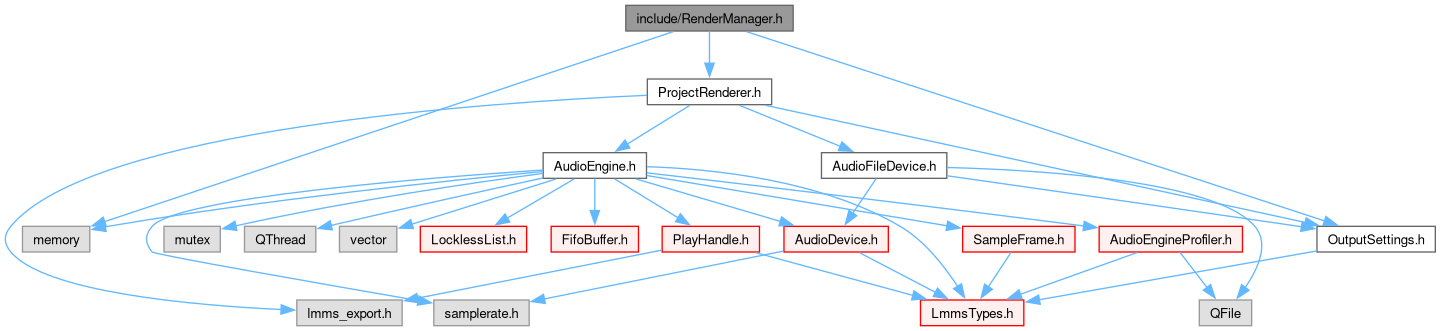 include/RenderManager.h
ProjectRenderer.h
AudioEngine.h
AudioFileDevice.h
memory
mutex
QThread
vector
LocklessList.h
FifoBuffer.h
PlayHandle.h
AudioDevice.h
SampleFrame.h
AudioEngineProfiler.h
OutputSettings.h
lmms_export.h
samplerate.h
LmmsTypes.h
QFile